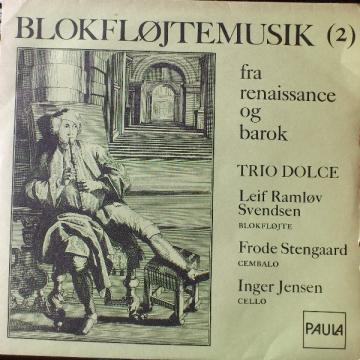 BLOKFLØJTEMUSIK (2)
fra
renaissance
og
barok
TRIO DOLCE
Leif Ramløv
Svendsen
BLOKFLØJTE
Frode Stengaard
CEMBALO
Inger Jensen
CELLO
PAULA